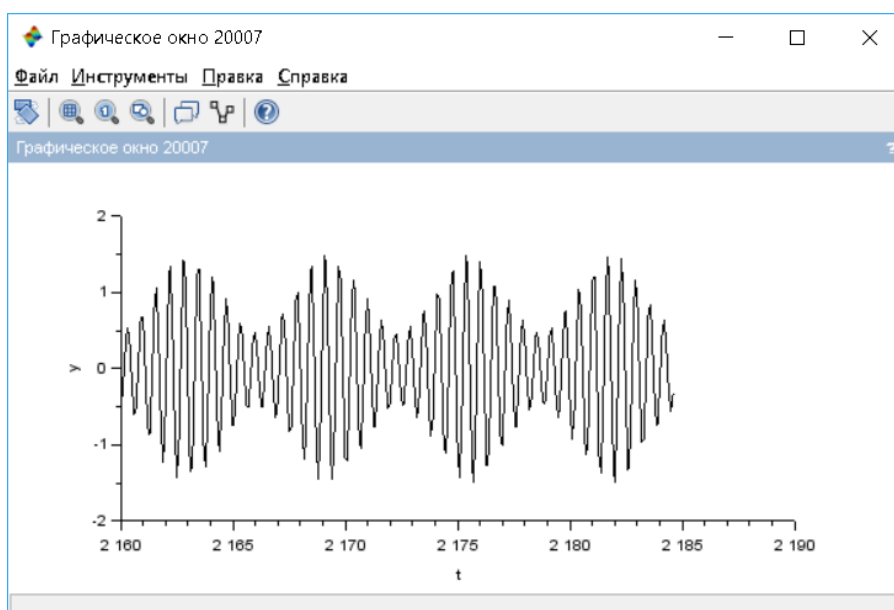 Графическое окно 20007
Файл Инструменты Правка Справка
Графическое окно 20007
?
2
1
0
-1
-2
y
2 160 2 165 2 170 2 175 2 180 2 185 2 190
t